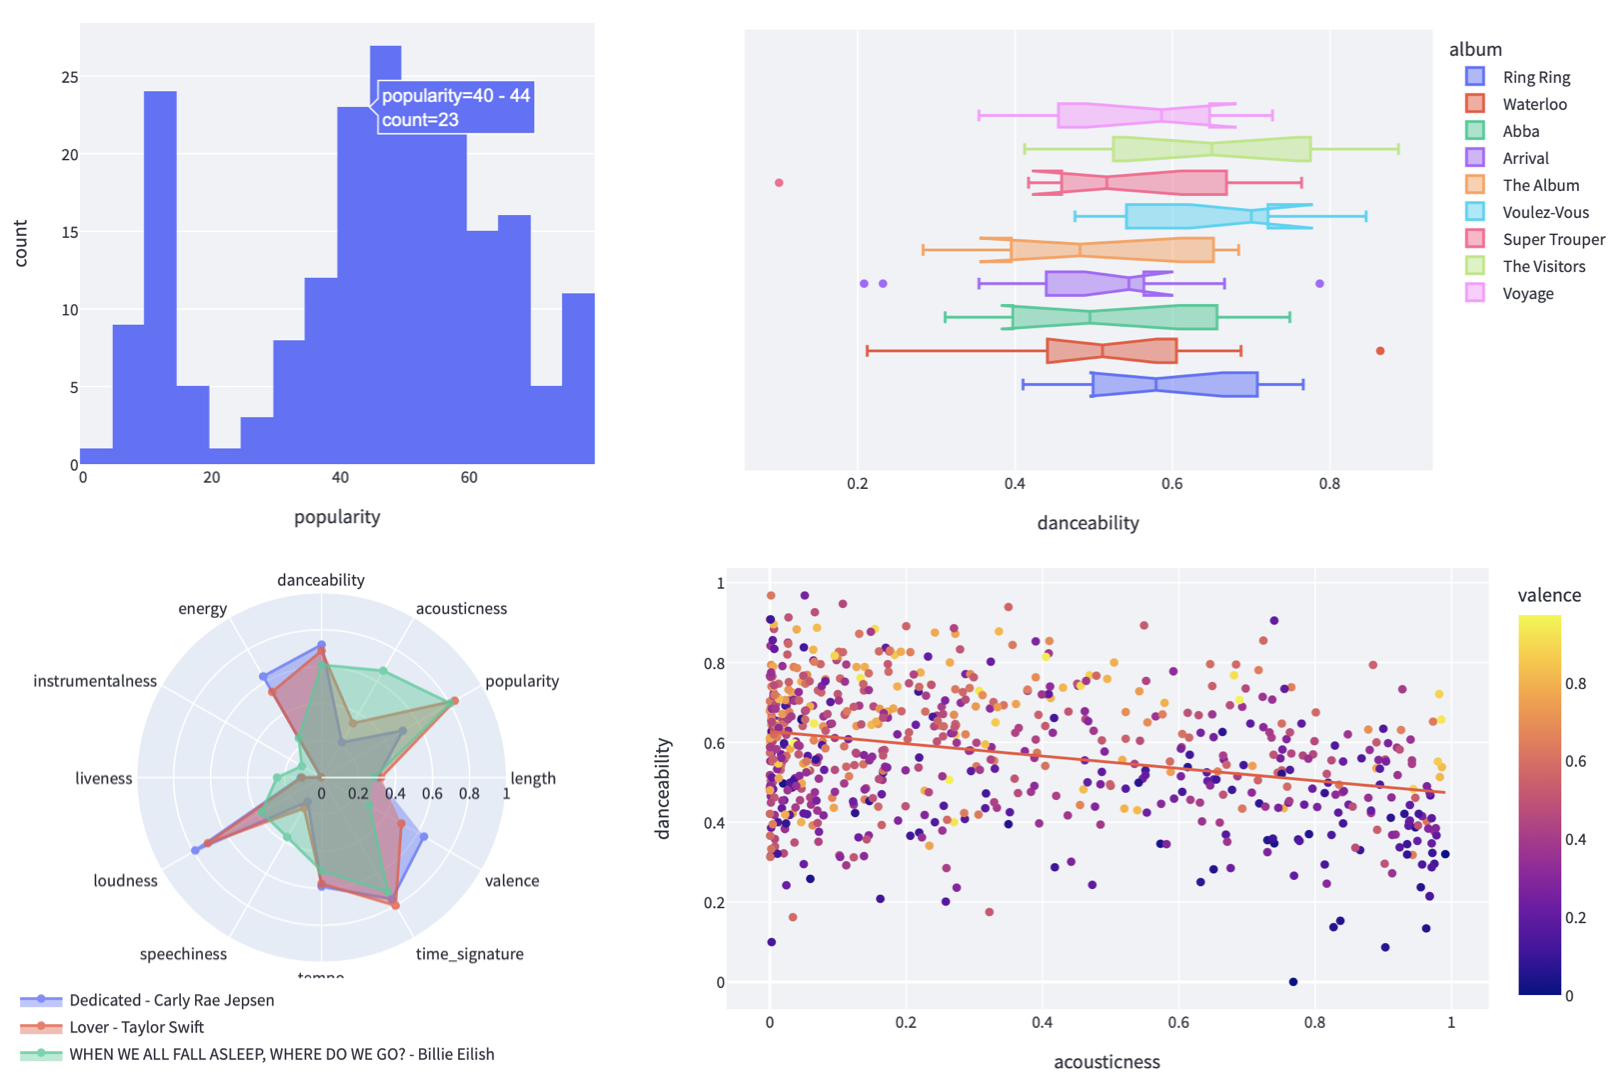 25
20
15
10
5
0
count
popularity=40 - 44
count=23
0 20 40 60
popularity
0.2 0.4 0.6 0.8
danceability
album
Ring Ring
Waterloo
Abba
Arrival
The Album
Voulez-Vous
Super Trouper
The Visitors
Voyage
danceability
energy
acousticness
instrumentalness
popularity
liveness
length
0 0.2 0.4 0.6 0.8 1
loudness
valence
speechiness
time_signature
tempo
Dedicated - Carly Rae Jepsen
Lover - Taylor Swift
WHEN WE ALL FALL ASLEEP, WHERE DO WE GO? - Billie Eilish
1
0.8
0.6
0.4
0.2
0
danceability
0 0.2 0.4 0.6 0.8 1
acousticness
valence
0.8
0.6
0.4
0.2
0